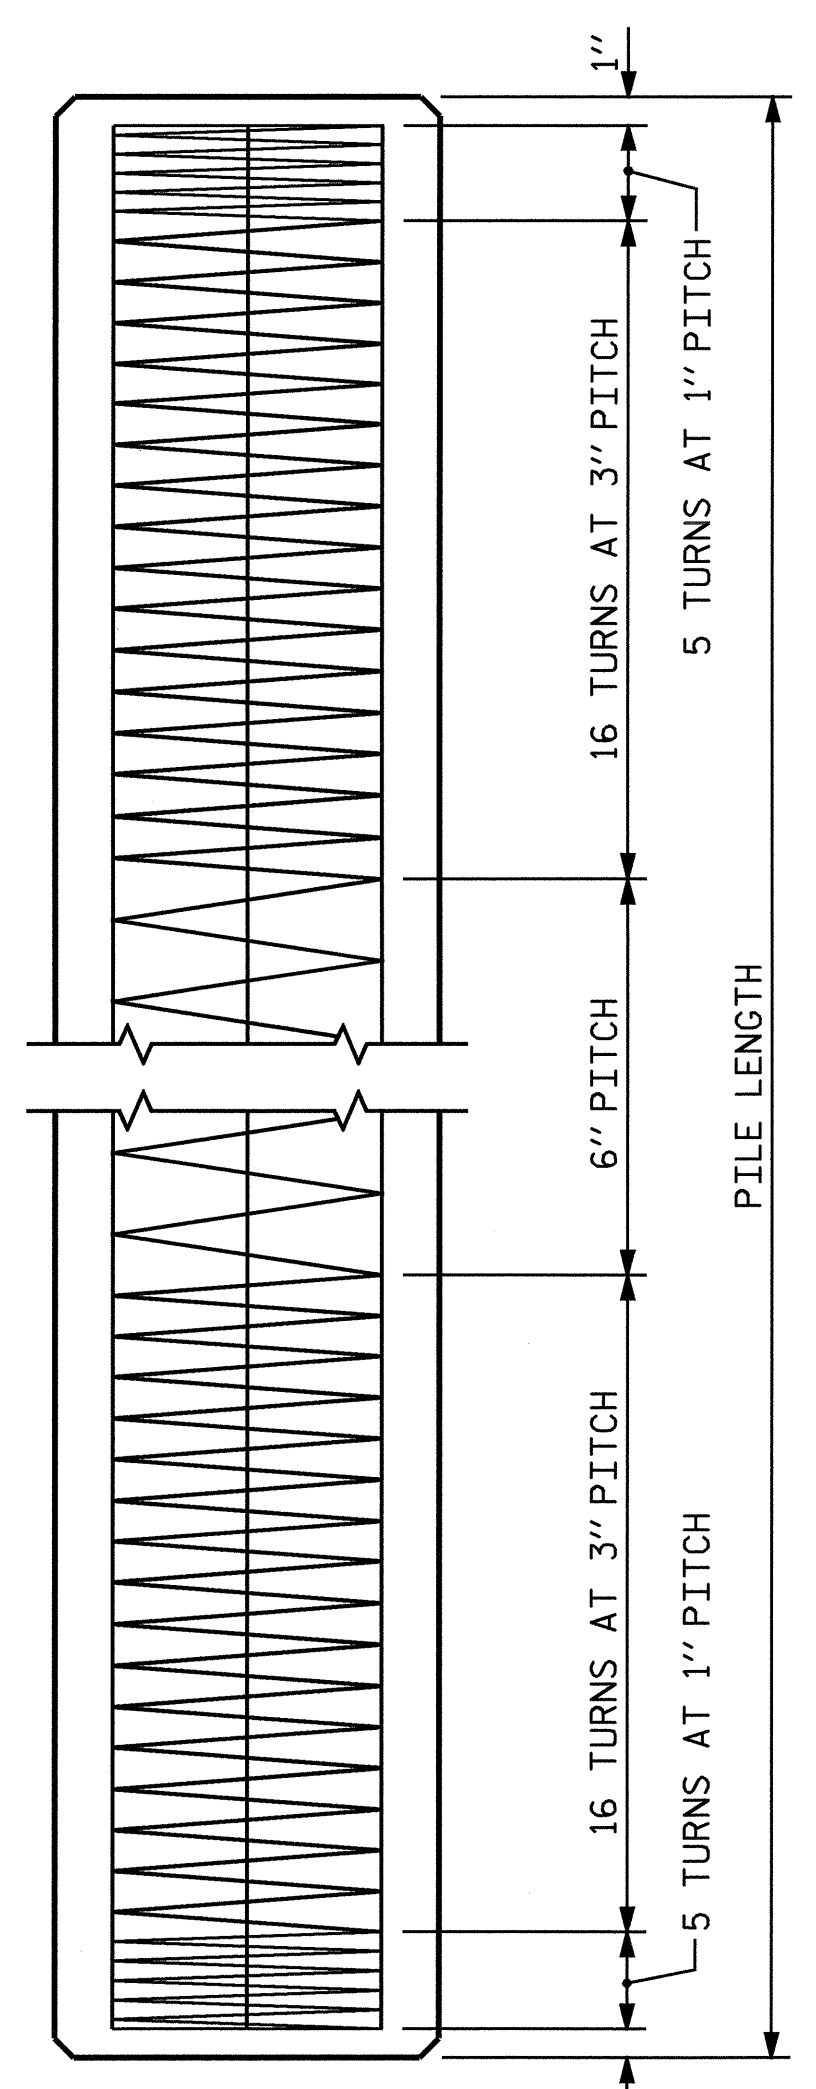 1"
5 TURNS AT 1" PITCH
16 TURNS AT 3" PITCH
6" PITCH
PILE LENGTH
16 TURNS AT 3" PITCH
5 TURNS AT 1" PITCH